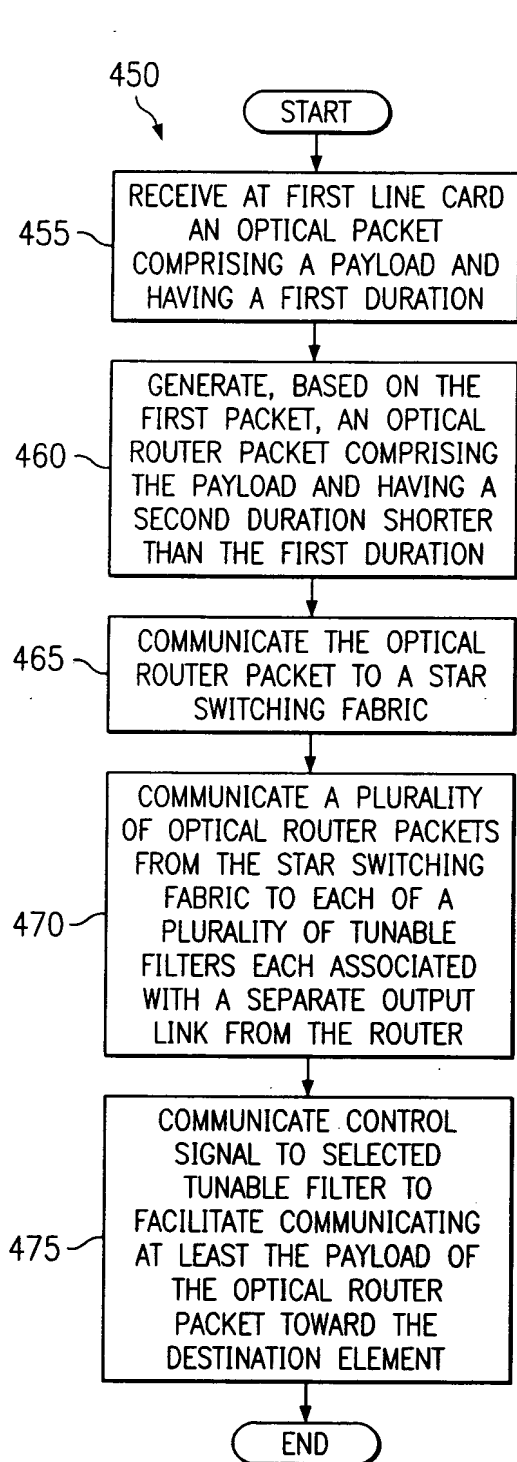 450
START
455
RECEIVE AT FIRST LINE CARD
AN OPTICAL PACKET
COMPRISING A PAYLOAD AND
HAVING A FIRST DURATION
460
GENERATE, BASED ON THE
FIRST PACKET, AN OPTICAL
ROUTER PACKET COMPRISING
THE PAYLOAD AND HAVING A
SECOND DURATION SHORTER
THAN THE FIRST DURATION
465
COMMUNICATE THE OPTICAL
ROUTER PACKET TO A STAR
SWITCHING FABRIC
470
COMMUNICATE A PLURALITY
OF OPTICAL ROUTER PACKETS
FROM THE STAR SWITCHING
FABRIC TO EACH OF A
PLURALITY OF TUNABLE
FILTERS EACH ASSOCIATED
WITH A SEPARATE OUTPUT
LINK FROM THE ROUTER
475
COMMUNICATE CONTROL
SIGNAL TO SELECTED
TUNABLE FILTER TO
FACILITATE COMMUNICATING
AT LEAST THE PAYLOAD OF
THE OPTICAL ROUTER
PACKET TOWARD THE
DESTINATION ELEMENT
END